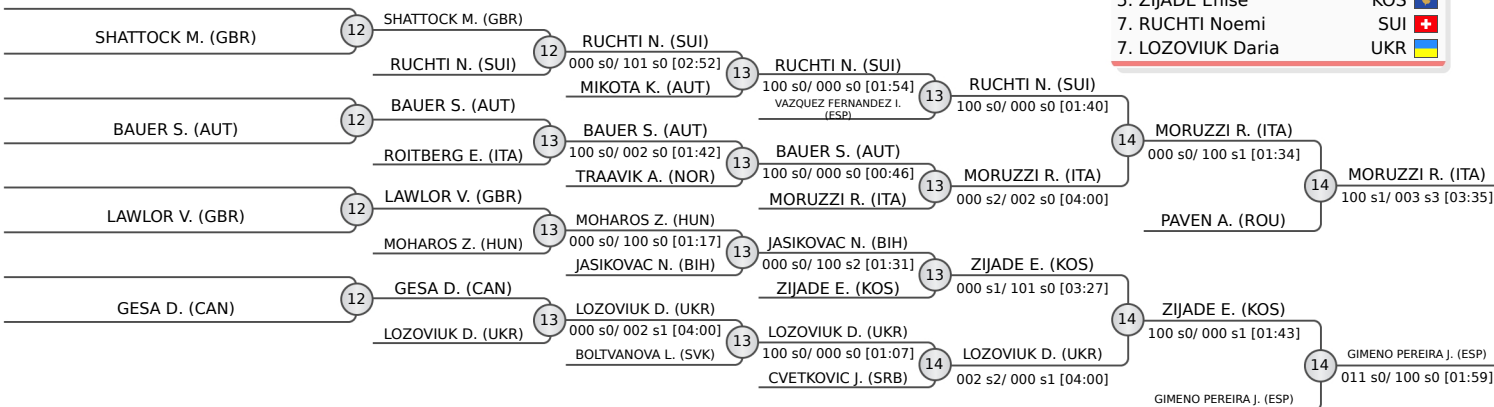 SHATTOCK M. (GBR)
12
BAUER S. (AUT)
12
LAWLOR V. (GBR)
12
GESA D. (CAN)
12
SHATTOCK M. (GBR)
12
RUCHTI N. (SUI)
BAUER S. (AUT)
13
ROITBERG E. (ITA)
LAWLOR V. (GBR)
13
MOHAROS Z. (HUN)
GESA D. (CAN)
13
LOZOVIUK D. (UKR)
RUCHTI N. (SUI)
000 s0/ 101 s0 [02:52]
13
MIKOTA K. (AUT)
BAUER S. (AUT)
100 s0/ 002 s0 [01:42]
13
TRAAVIK A. (NOR)
MOHAROS Z. (HUN)
000 s0/ 100 s0 [01:17]
13
JASIKOVAC N. (BIH)
LOZOVIUK D. (UKR)
000 s0/ 002 s1 [04:00]
13
BOLTVANOVA L. (SVK)
RUCHTI N. (SUI)
100 s0/ 000 s0 [01:54]
13
VAZQUEZ FERNANDEZ I.
(ESP)
BAUER S. (AUT)
100 s0/ 000 s0 [00:46]
13
MORUZZI R. (ITA)
JASIKOVAC N. (BIH)
000 s0/ 100 s2 [01:31]
13
ZIJADE E. (KOS)
LOZOVIUK D. (UKR)
100 s0/ 000 s0 [01:07]
14
CVETKOVIC J. (SRB)
RUCHTI N. (SUI)
100 s0/ 000 s0 [01:40]
14
MORUZZI R. (ITA)
000 s2/ 002 s0 [04:00]
ZIJADE E. (KOS)
000 s1/ 101 s0 [03:27]
14
LOZOVIUK D. (UKR)
002 s2/ 000 s1 [04:00]
MORUZZI R. (ITA)
000 s0/ 100 s1 [01:34]
14
PAVEN A. (ROU)
ZIJADE E. (KOS)
100 s0/ 000 s1 [01:43]
14
GIMENO PEREIRA J. (ESP)
MORUZZI R. (ITA)
100 s1/ 003 s3 [03:35]
GIMENO PEREIRA J. (ESP)
011 s0/ 100 s0 [01:59]
5. ZIJADE Enise KOS
7. RUCHTI Noemi SUI
7. LOZOVIUK Daria UKR